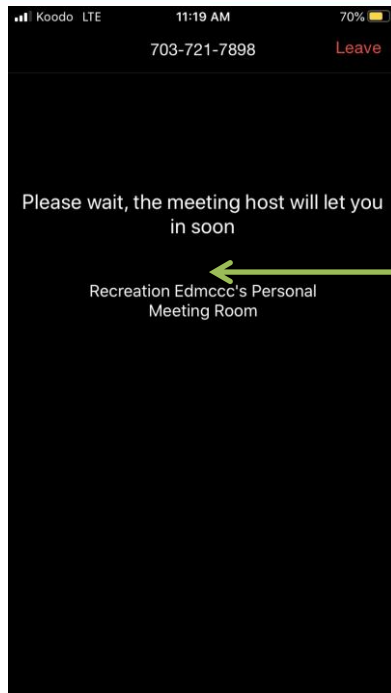 Koodo LTE 11:19 AM 70%
703-721-7898 Leave
Please wait, the meeting host will let you
in soon
Recreation Edmccc's Personal
Meeting Room